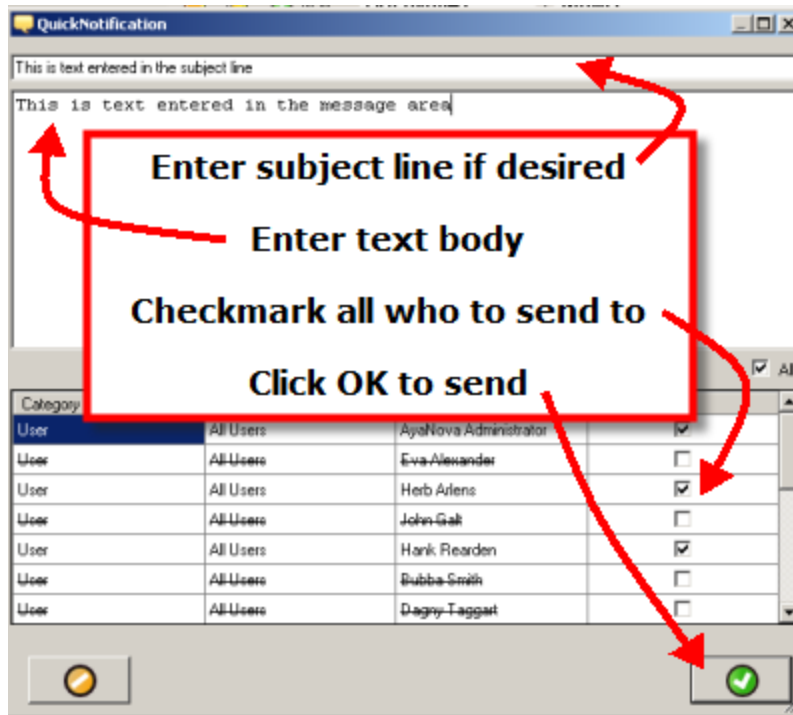 QuickNotification
This is text entered in the subject line
This is text entered in the message area
Enter subject line if desired
Enter text body
Checkmark all who to send to
Click OK to send
All
Category
User All Users AyaNova Administrator
User All Users Eva Alexander
User All Users Herb Arlens
User All Users John Galt
User All Users Hank Rearden
User All Users Bubba Smith
User All Users Dagny Taggart